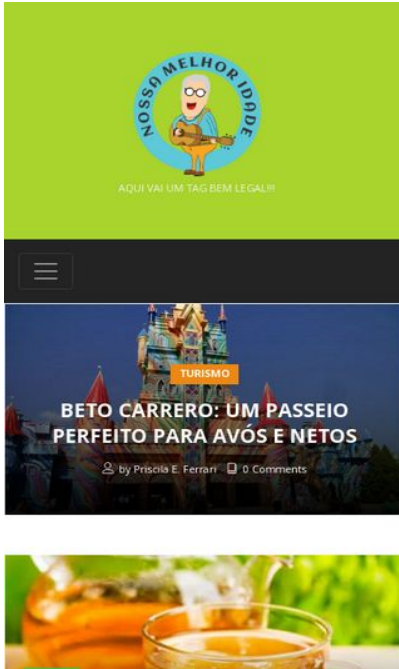 NOSSA MELHOR IDADE
AQUI VAI UM TAG BEM LEGAL!!!
TURISMO
BETO CARRERO: UM PASSEIO
PERFEITO PARA AVÓS E NETOS
by Priscila E. Ferrari 0 Comments